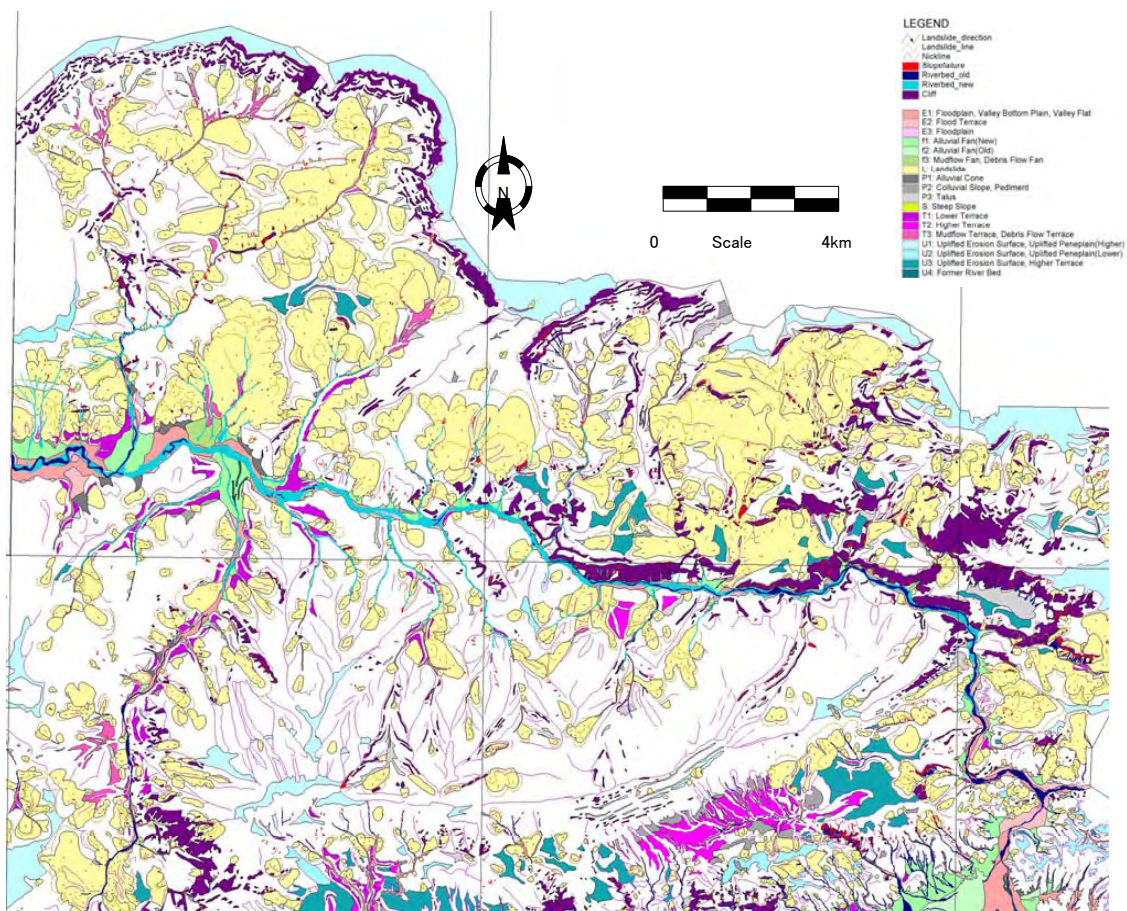 LEGEND
Landslide_direction
Landslide_line
Nickline
Slopefailure
Riverbed_old
Riverbed_new
Cliff
E1: Floodplain, Valley Bottom Plain, Valley Flat
E2: Flood Terrace
E3: Floodplain
f1: Alluvial Fan(New)
f2: Alluvial Fan(Old)
f3: Mudflow Fan, Debris Flow Fan
L: Landslide
P1: Alluvial Cone
P2: Colluvial Slope, Pediment
P3: Talus
S: Steep Slope
T1: Lower Terrace
T2: Higher Terrace
T3: Mudflow Terrace, Debris Flow Terrace
U1: Uplifted Erosion Surface, Uplifted Peneplain(Higher)
U2: Uplifted Erosion Surface, Uplifted Peneplain(Lower)
U3: Uplifted Erosion Surface, Higher Terrace
U4: Former River Bed
N
0 Scale 4km